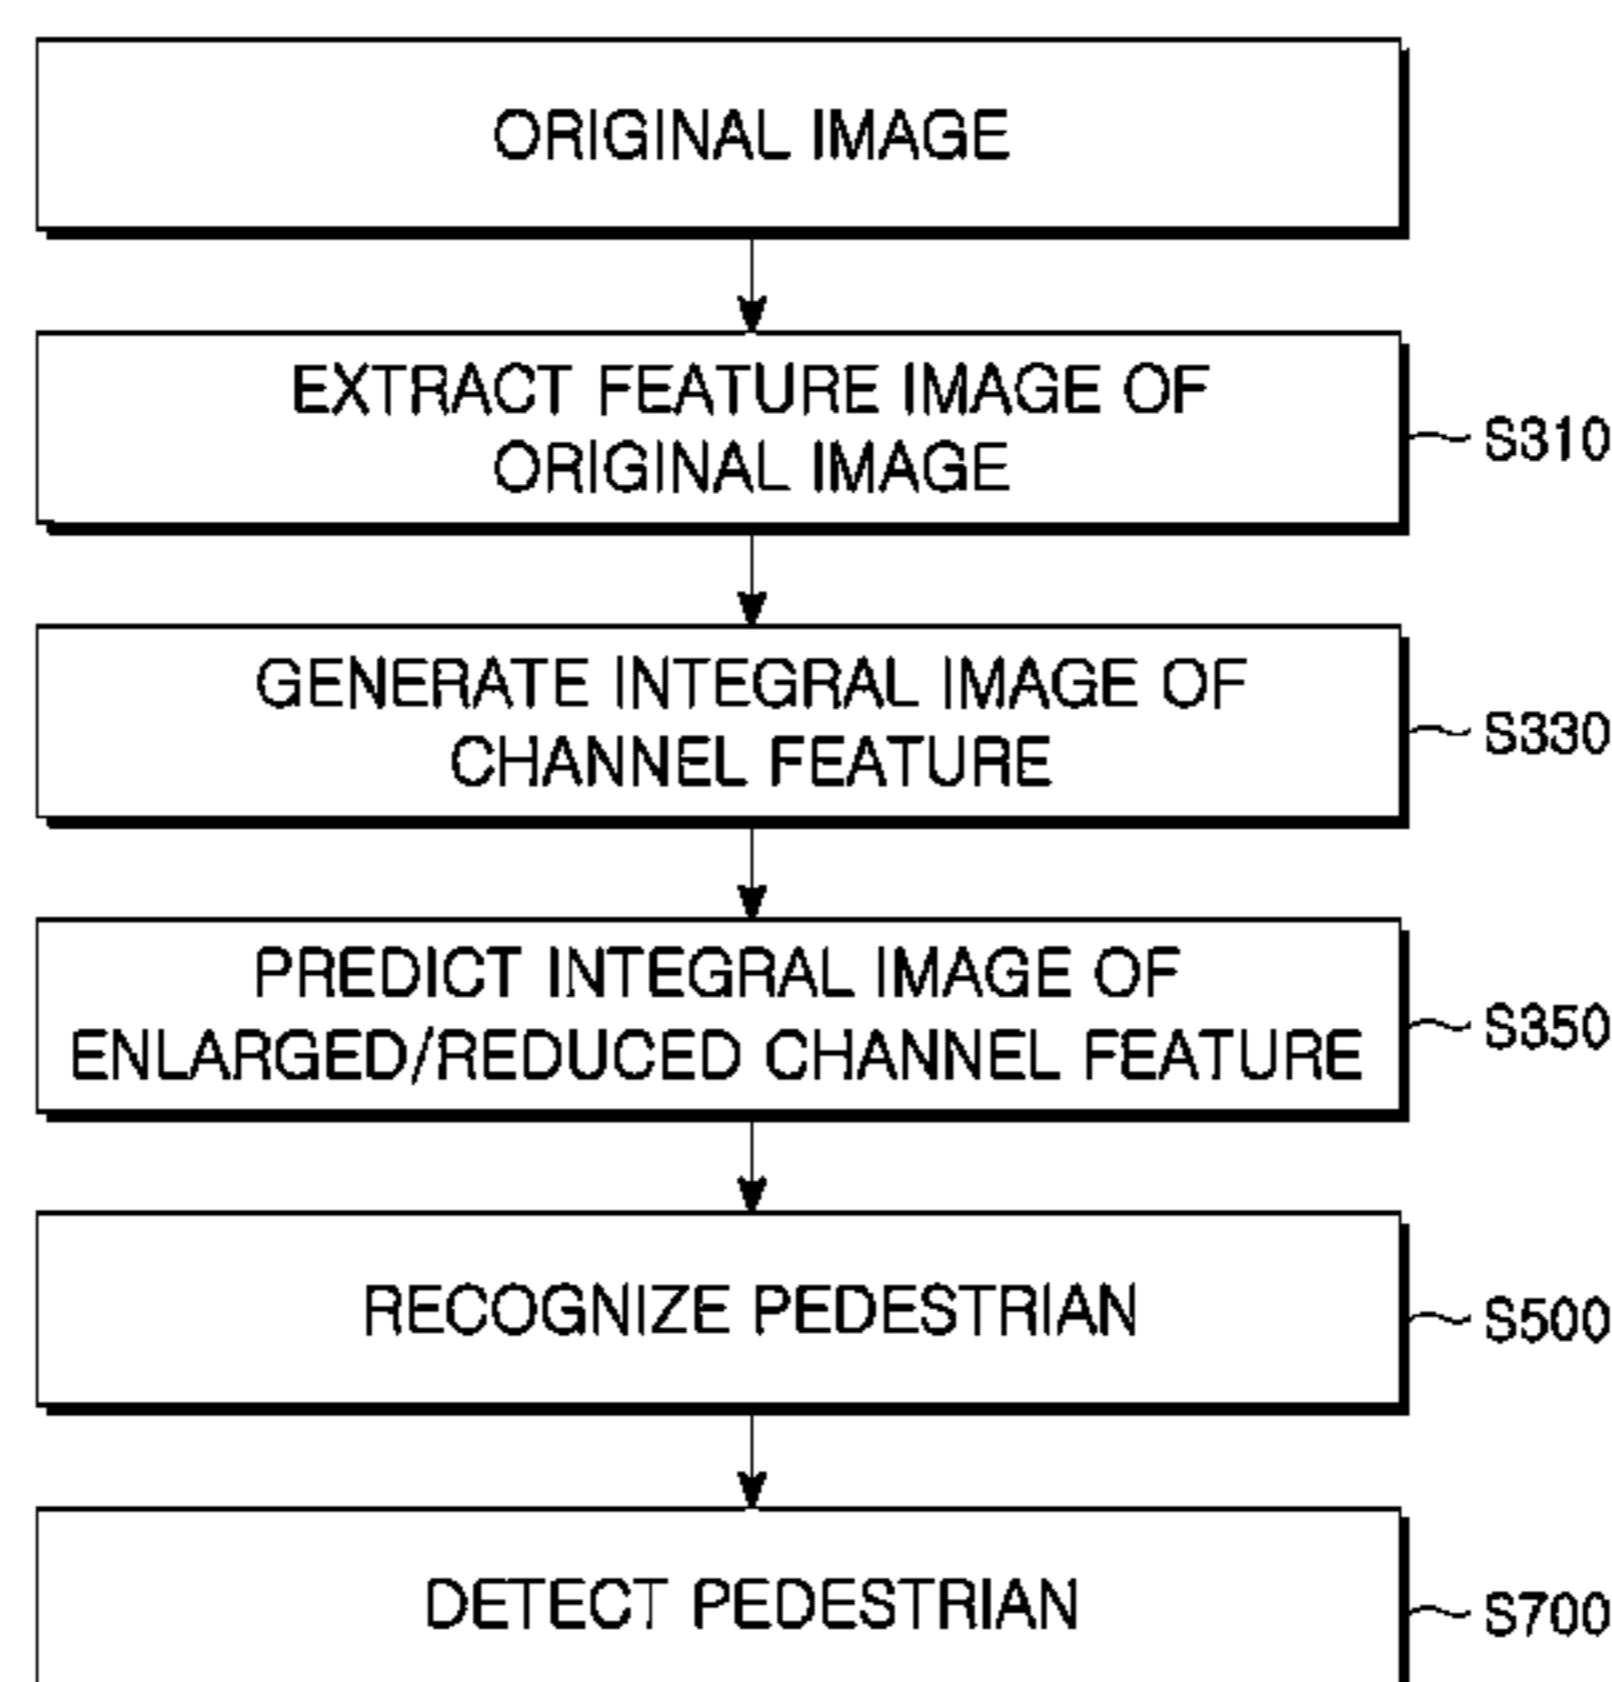 ORIGINAL IMAGE
EXTRACT FEATURE IMAGE OF
ORIGINAL IMAGE
S310
GENERATE INTEGRAL IMAGE OF
CHANNEL FEATURE
S330
PREDICT INTEGRAL IMAGE OF
ENLARGED/REDUCED CHANNEL FEATURE
S350
RECOGNIZE PEDESTRIAN
S500
DETECT PEDESTRIAN
S700